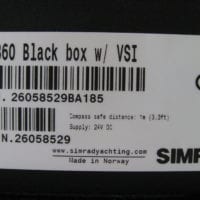 360 Black box w/ VSI
. 26058529BA185
Compass safe distance: 1m (3.3ft)
Supply: 24V DC
N.26058529
www.simradyachting.com
Made in Norway
SIMR